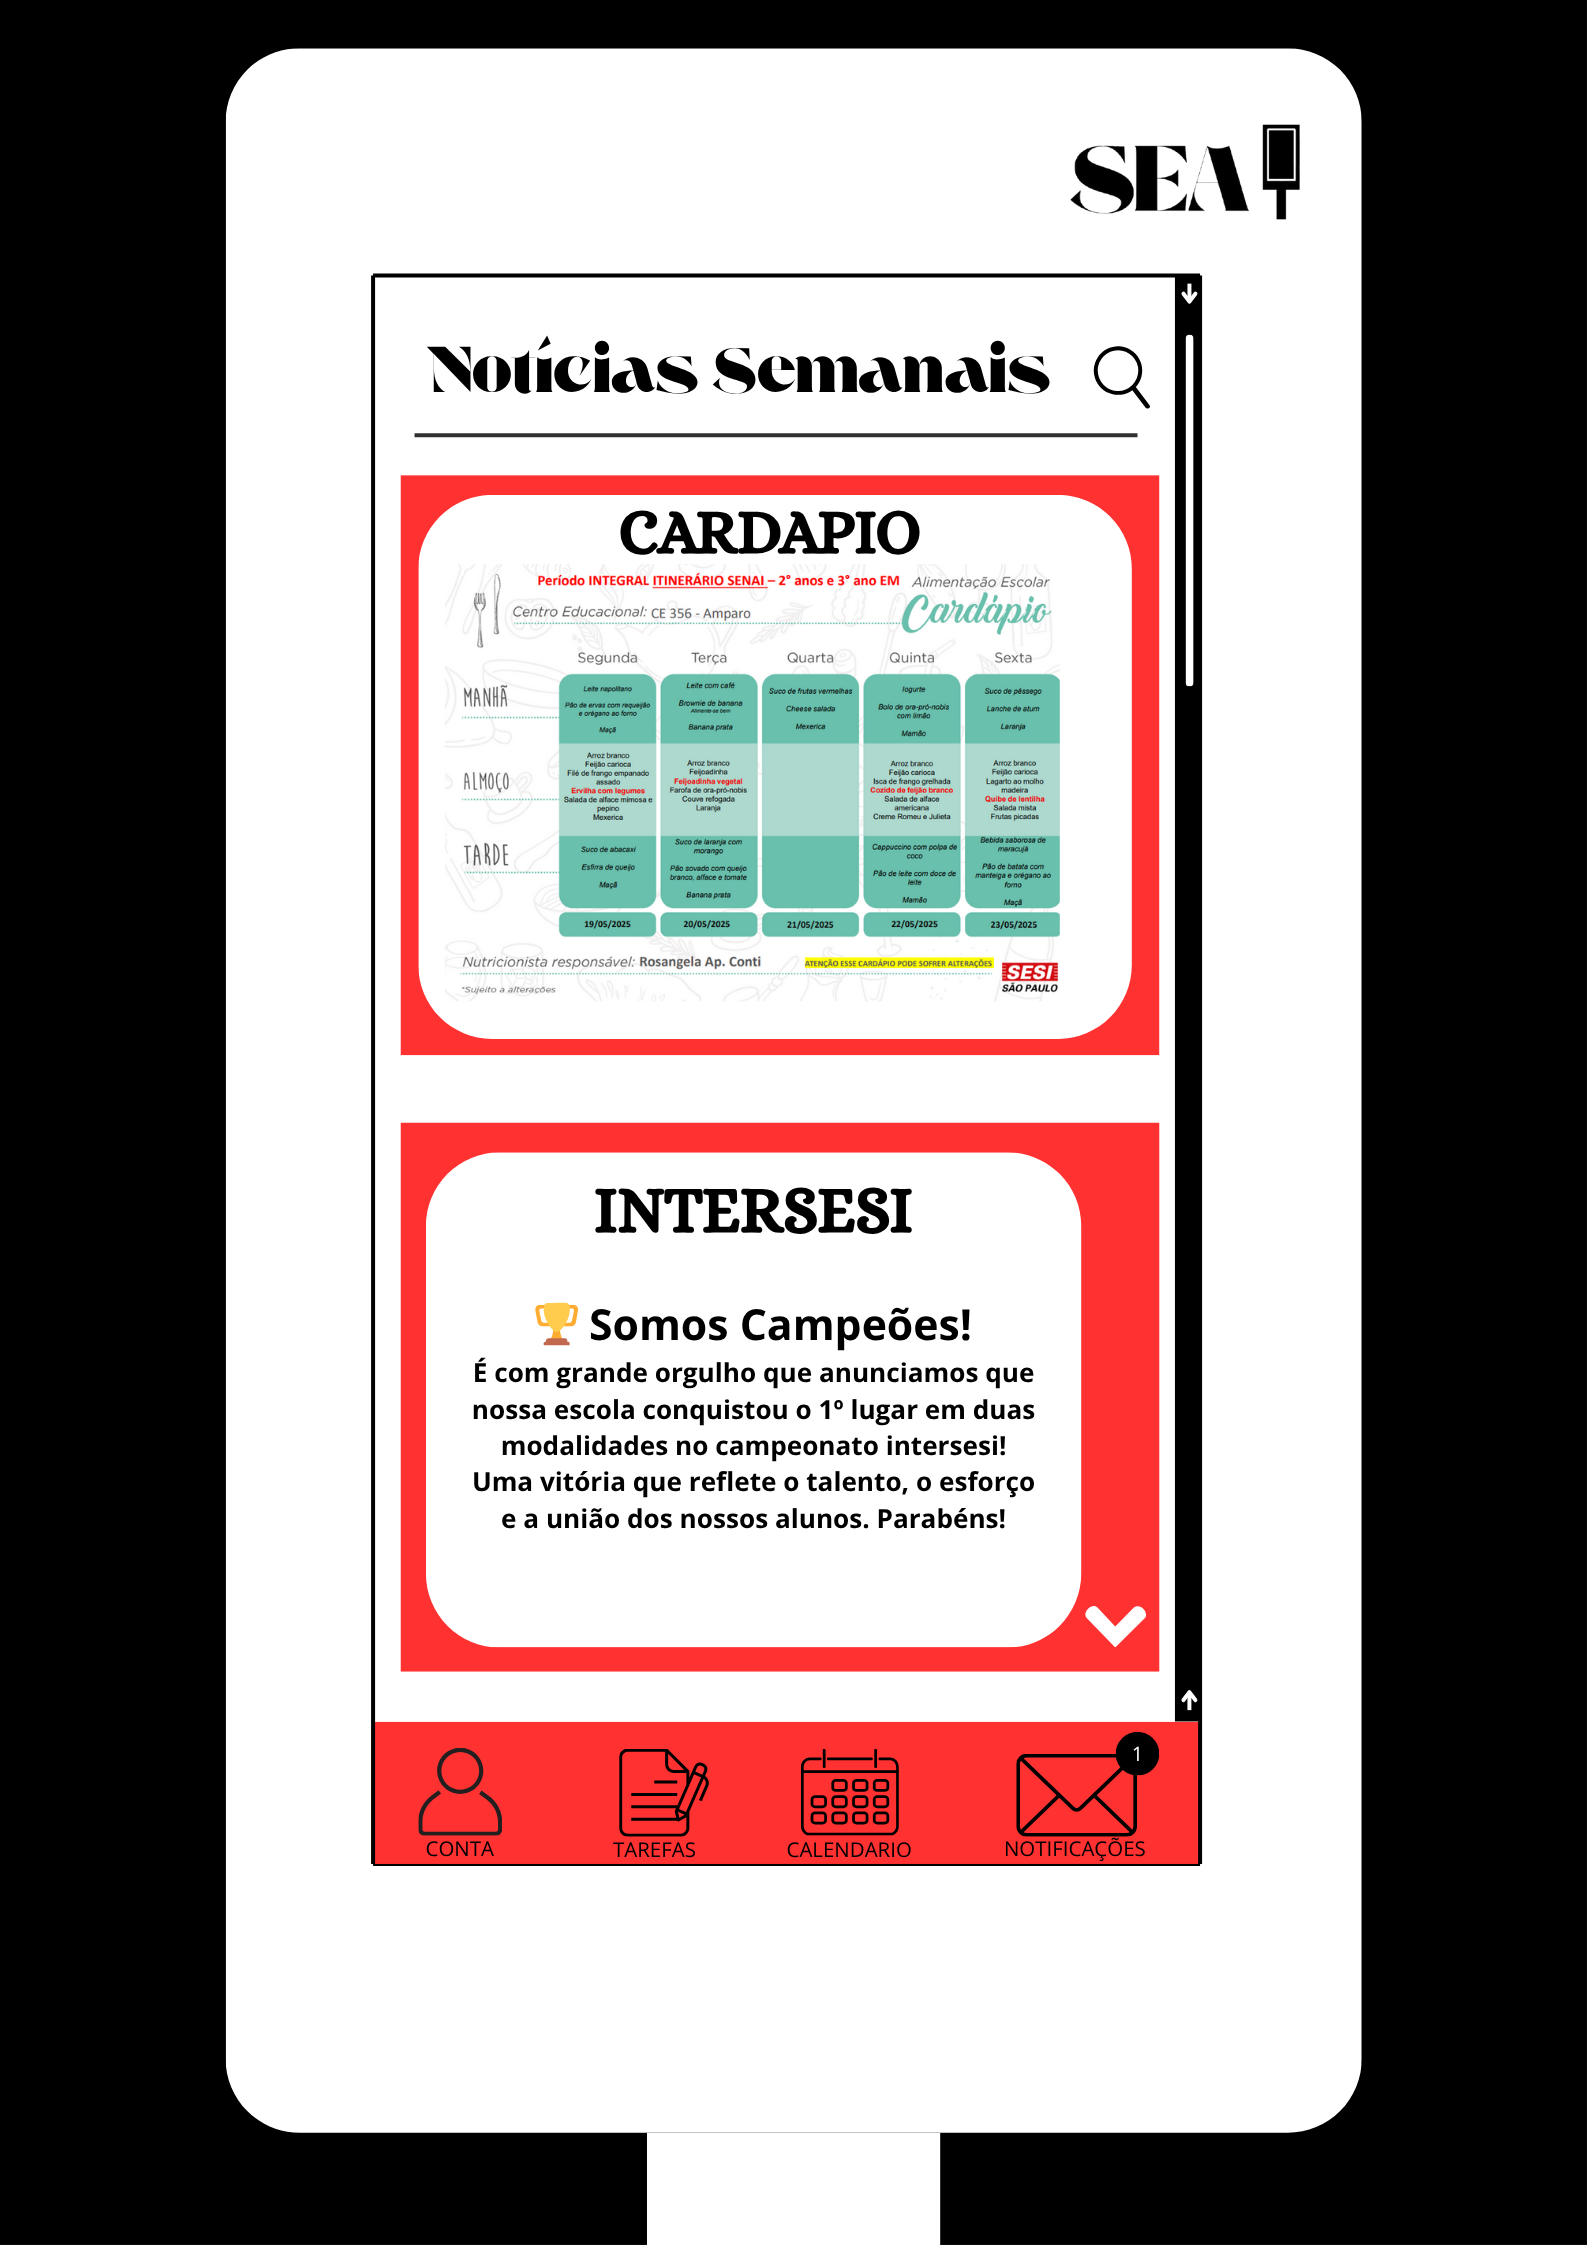 SEA
Notícias Semanais
CARDAPIO
Período INTEGRAL ITINERÁRIO SENAI – 2° anos e 3° ano EM
Alimentação Escolar
Cardápio
Centro Educacional: CE 356 - Amparo
Segunda
Terça
Quarta
Quinta
Sexta
MANHÃ
Leite napolitano
Pão de ervas com requeijão
e orégano ao forno
Maçã
Leite com café
Brownie de banana
Alimente-se bem
Banana prata
Suco de frutas vermelhas
Cheese salada
Mexerica
Iogurte
Bolo de ora-pró-nobis
com limão
Mamão
Suco de pêssego
Lanche de atum
Laranja
ALMOÇO
Arroz branco
Feijão carioca
Filé de frango empanado
assado
Ervilha com legumes
Salada de alface mimosa e
pepino
Mexerica
Arroz branco
Feijoadinha
Feijoadinha vegetal
Farofa de ora-pró-nobis
Couve refogada
Laranja
Arroz branco
Feijão carioca
Isca de frango grelhada
Cozido de feijão branco
Salada de alface
americana
Creme Romeu e Julieta
Arroz branco
Feijão carioca
Lagarto ao molho
madeira
Quibe de lentilha
Salada mista
Frutas picadas
TARDE
Suco de abacaxi
Esfirra de queijo
Maçã
Suco de laranja com
morango
Pão sovado com queijo
branco, alface e tomate
Banana prata
Cappuccino com polpa de
coco
Pão de leite com doce de
leite
Mamão
Bebida saborosa de
maracujá
Pão de batata com
manteiga e orégano ao
forno
Maçã
19/05/2025
20/05/2025
21/05/2025
22/05/2025
23/05/2025
Nutricionista responsável: Rosangela Ap. Conti
ATENÇÃO ESSE CARDÁPIO PODE SOFRER ALTERAÇÕES
SESI
SÃO PAULO
*Sujeito a alterações
INTERSESI
🏆 Somos Campeões!
É com grande orgulho que anunciamos que
nossa escola conquistou o 1º lugar em duas
modalidades no campeonato intersesi!
Uma vitória que reflete o talento, o esforço
e a união dos nossos alunos. Parabéns!
1
CONTA
TAREFAS
CALENDARIO
NOTIFICAÇÕES